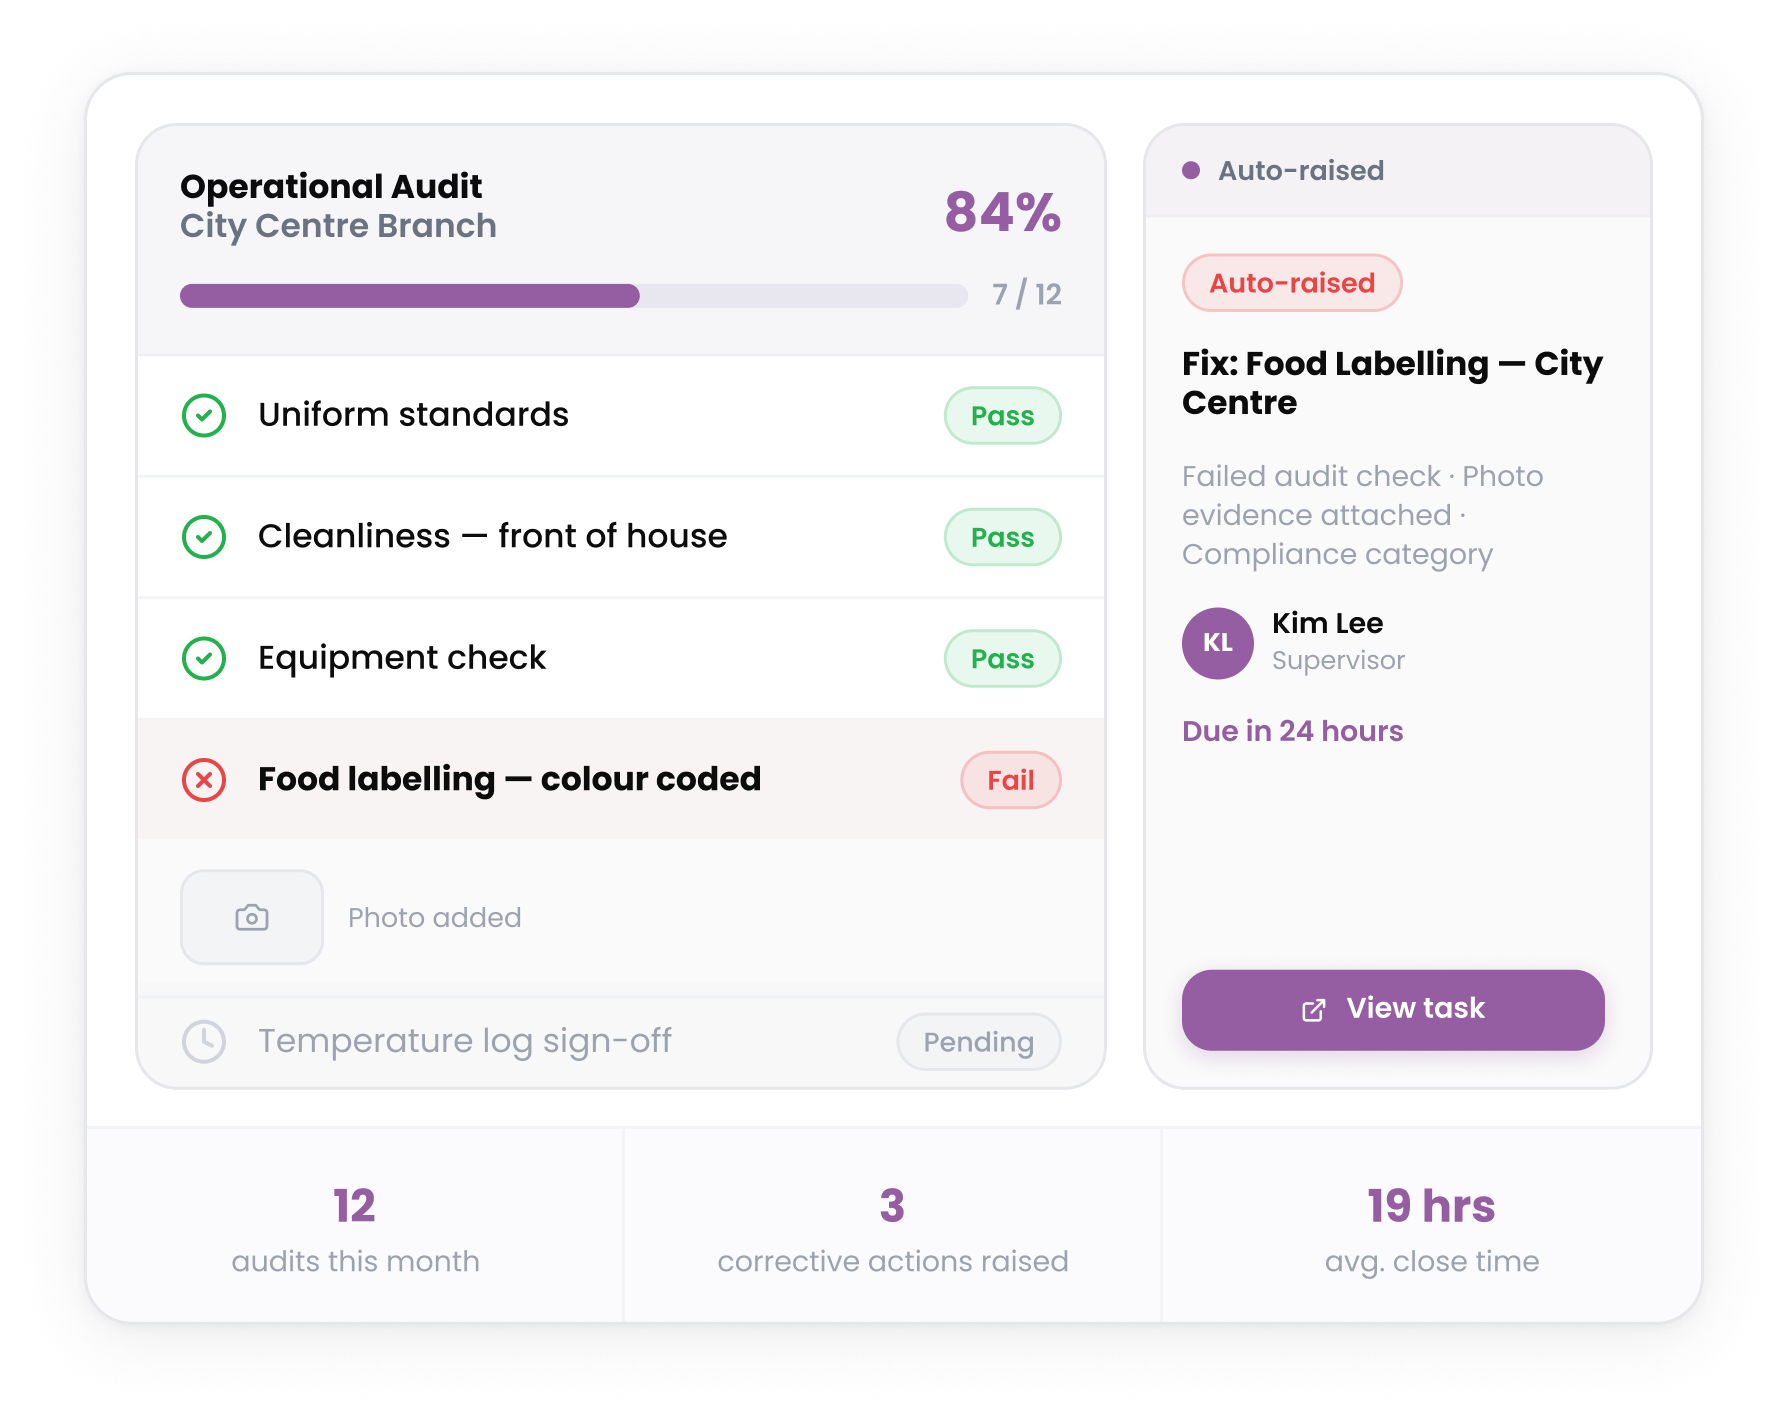 Operational Audit
City Centre Branch
84%
7 / 12
Uniform standards
Pass
Cleanliness — front of house
Pass
Equipment check
Pass
Food labelling — colour coded
Fail
Photo added
Temperature log sign-off
Pending
Auto-raised
Auto-raised
Fix: Food Labelling — City
Centre
Failed audit check · Photo
evidence attached ·
Compliance category
KL
Kim Lee
Supervisor
Due in 24 hours
View task
12
audits this month
3
corrective actions raised
19 hrs
avg. close time